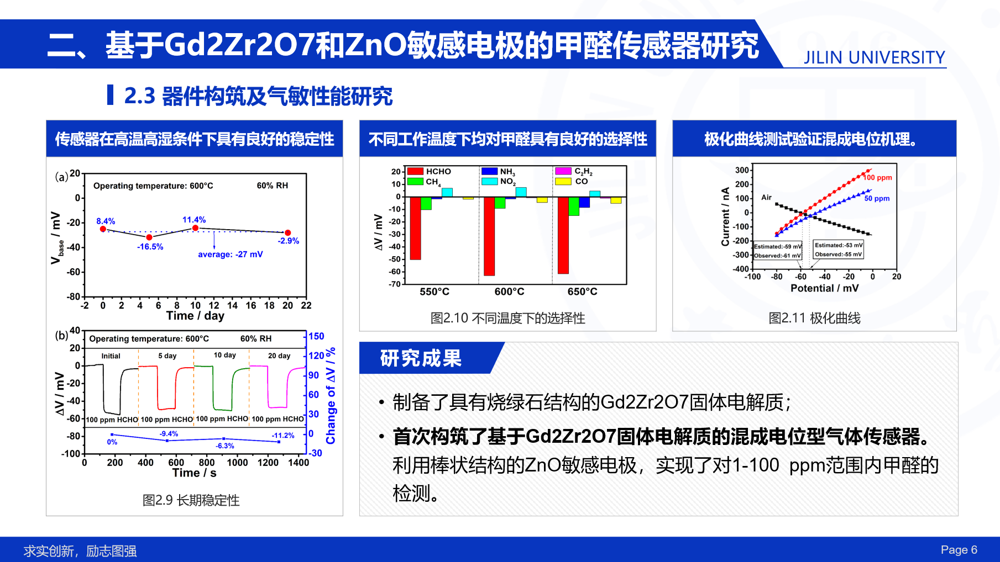 二、基于Gd2Zr2O7和ZnO敏感电极的甲醛传感器研究
JILIN UNIVERSITY
2.3 器件构筑及气敏性能研究
传感器在高温高湿条件下具有良好的稳定性
(a)
Operating temperature: 600°C 60% RH
20
0
-20
-40
-60
-80
Vbase / mV
8.4%
-16.5%
11.4%
-2.9%
average: -27 mV
-2 0 2 4 6 8 10 12 14 16 18 20 22
Time / day
(b)
Operating temperature: 600°C 60% RH
40
20
0
-20
-40
-60
-80
-100
ΔV / mV
Initial 5 day 10 day 20 day
100 ppm HCHO 100 ppm HCHO 100 ppm HCHO 100 ppm HCHO
0% -9.4% -6.3% -11.2%
150
120
90
60
30
0
-30
Change of ΔV / %
0 200 400 600 800 1000 1200 1400
Time / s
图2.9 长期稳定性
不同工作温度下均对甲醛具有良好的选择性
HCHO NH3 C2H2
CH4 NO2 CO
20
10
0
-10
-20
-30
-40
-50
-60
-70
ΔV / mV
550°C 600°C 650°C
图2.10 不同温度下的选择性
极化曲线测试验证混成电位机理。
300
200
100
0
-100
-200
-300
-400
Current / nA
100 ppm
50 ppm
Air
Estimated:-59 mV
Observed:-61 mV
Estimated:-53 mV
Observed:-55 mV
-100 -80 -60 -40 -20 0 20
Potential / mV
图2.11 极化曲线
研究成果
• 制备了具有烧绿石结构的Gd2Zr2O7固体电解质；
• 首次构筑了基于Gd2Zr2O7固体电解质的混成电位型气体传感器。
利用棒状结构的ZnO敏感电极，实现了对1-100 ppm范围内甲醛的
检测。
求实创新，励志图强
Page 6